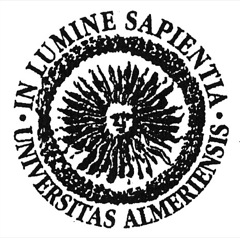 · IN LUMINE SAPIENTIA ·
UNIVERSITAS ALMERIENSIS